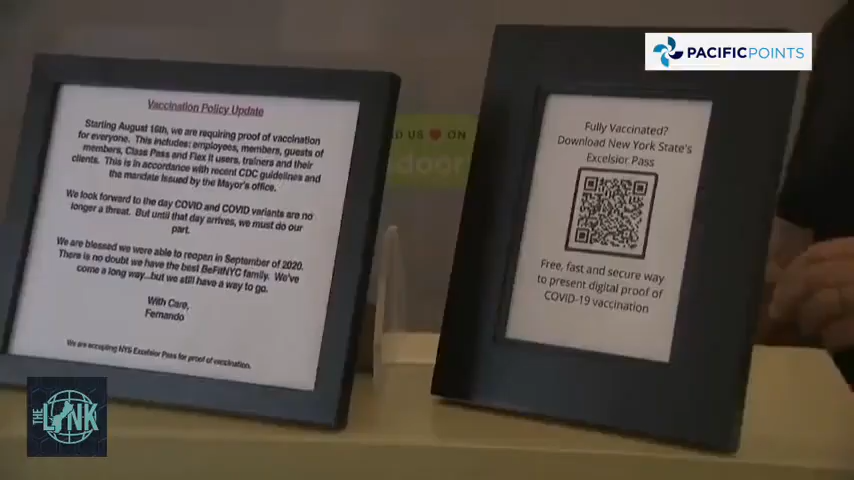 PACIFICPOINTS
Vaccination Policy Update
Starting August 16th, we are requiring proof of vaccination
for everyone. This includes: employees, members, guests of
members, Class Pass and Flex It users, trainers and their
clients. This is in accordance with recent CDC guidelines and
the mandate issued by the Mayor's office.
We look forward to the day COVID and COVID variants are no
longer a threat. But until that day arrives, we must do our
part.
We are blessed we were able to reopen in September of 2020.
There is no doubt we have the best BeFitNYC family. We've
come a long way...but we still have a way to go.
With Care,
Fernando
We are accepting NYS Excelsior Pass for proof of vaccination.
US ON
Fully Vaccinated?
Download New York State's
Excelsior Pass
Free, fast and secure way
to present digital proof of
COVID-19 vaccination
THE LINK